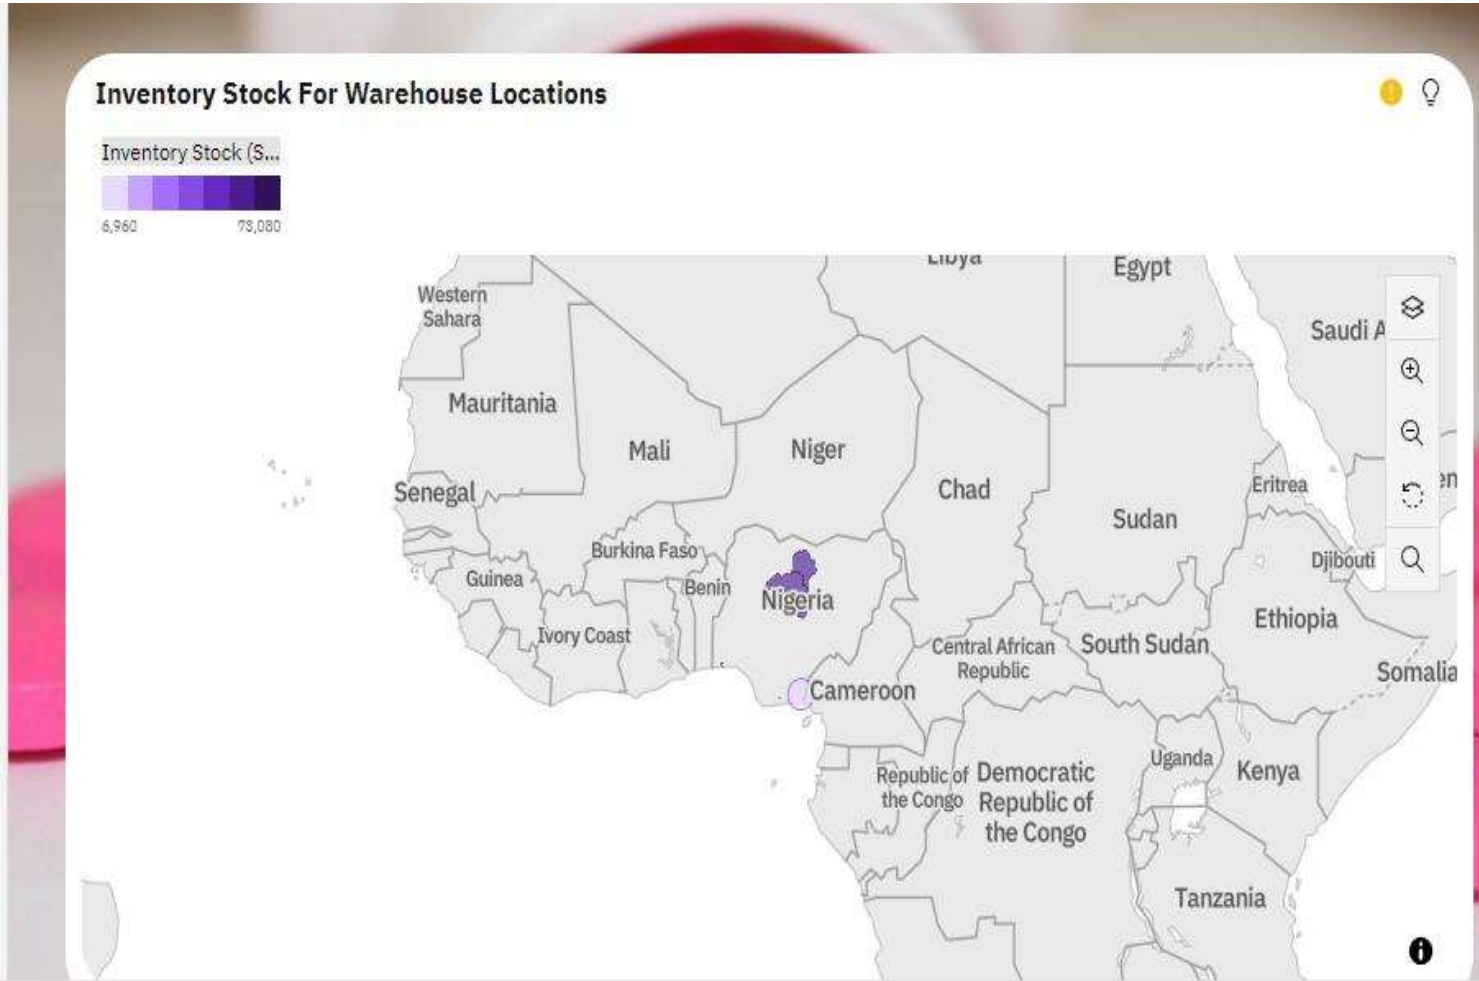 Inventory Stock For Warehouse Locations
Inventory Stock (S...
6,960
73,080
Libya
Egypt
Western
Sahara
Saudi A
Mauritania
Mali
Niger
Chad
Senegal
Eritrea
en
Sudan
Burkina Faso
Djibouti
Guinea
Benin
Nigeria
Ethiopia
Ivory Coast
Central African
Republic
South Sudan
Somalia
Cameroon
Uganda
Kenya
Republic of
the Congo
Democratic
Republic of
the Congo
Tanzania